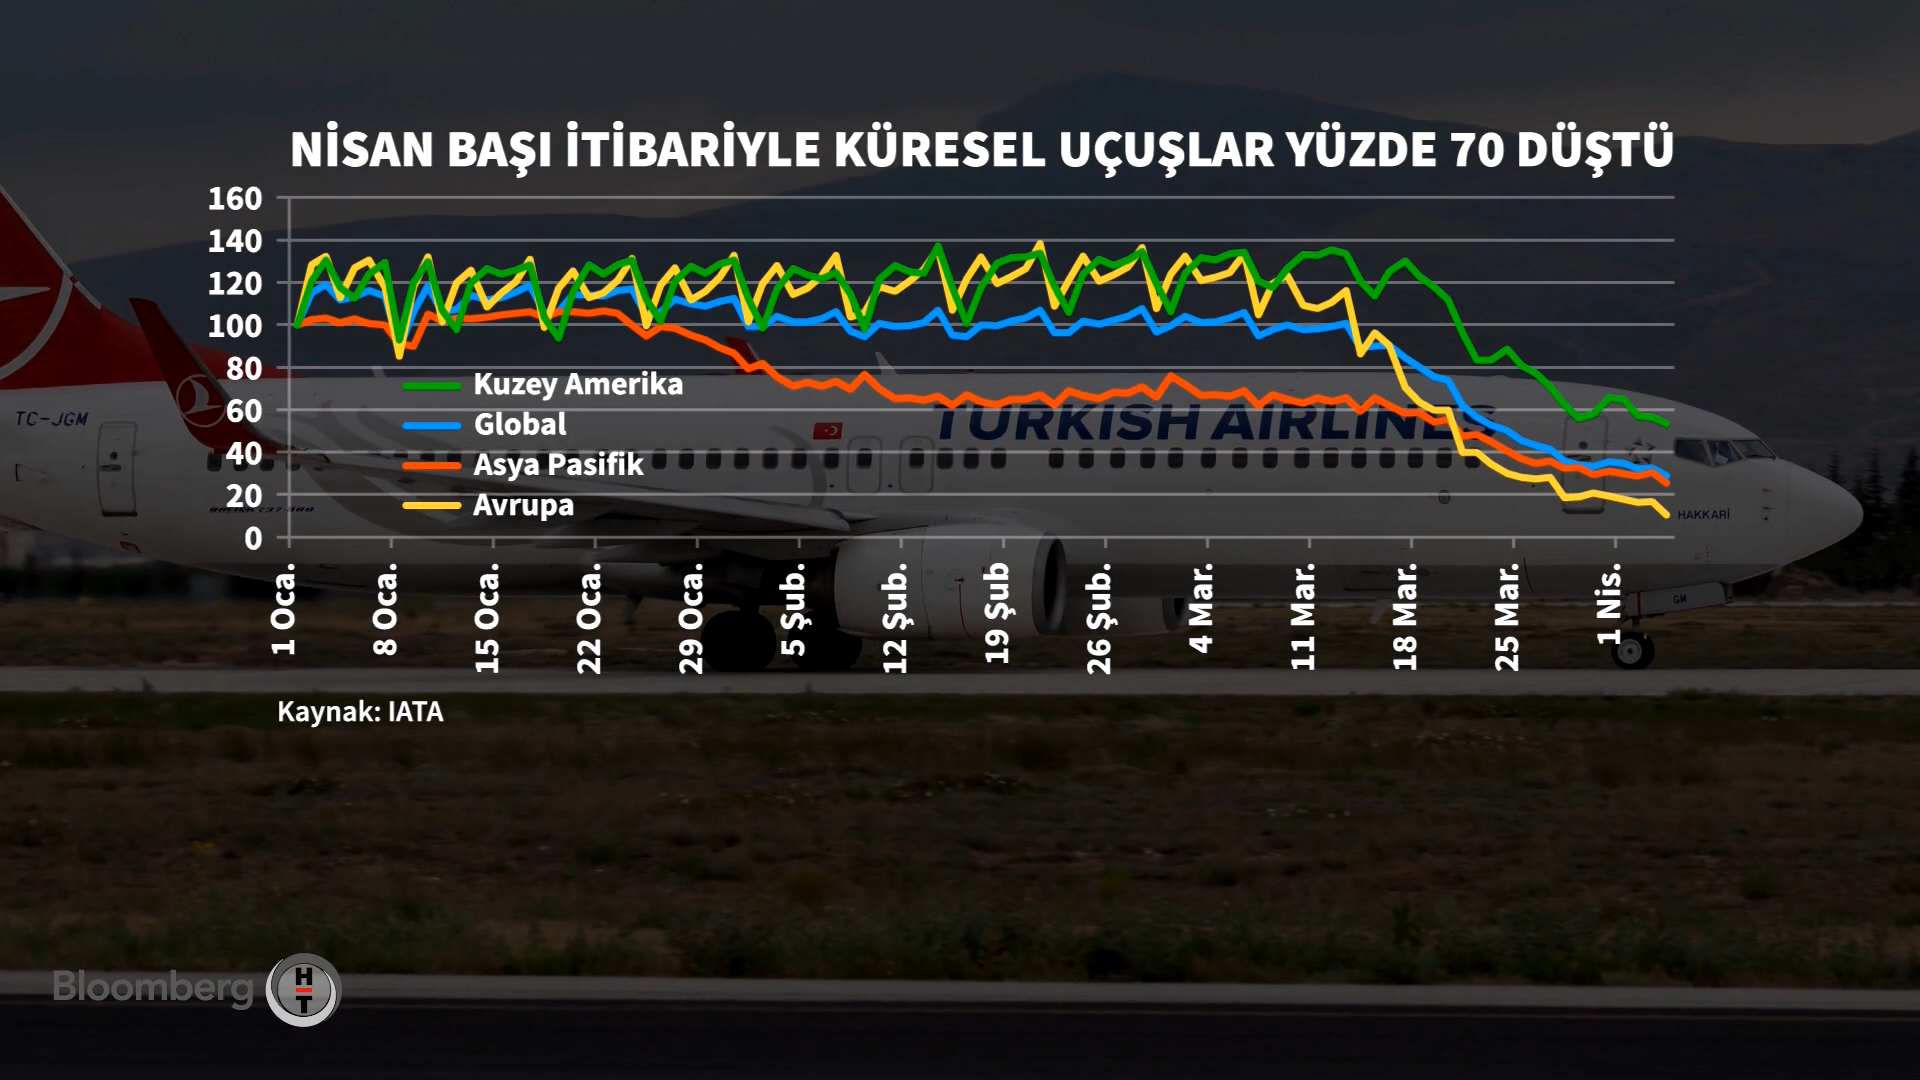 NİSAN BAŞI İTİBARİYLE KÜRESEL UÇUŞLAR YÜZDE 70 DÜŞTÜ
160
140
120
100
80
60
40
20
0
Kuzey Amerika
Global
Asya Pasifik
Avrupa
1 Oca.
8 Oca.
15 Oca.
22 Oca.
29 Oca.
5 Şub.
12 Şub.
19 Şub
26 Şub.
4 Mar.
11 Mar.
18 Mar.
25 Mar.
1 Nis.
Kaynak: IATA
TC-JGM
TURKISH AIRLINES
HAKKARİ
GM
Bloomberg
H
T